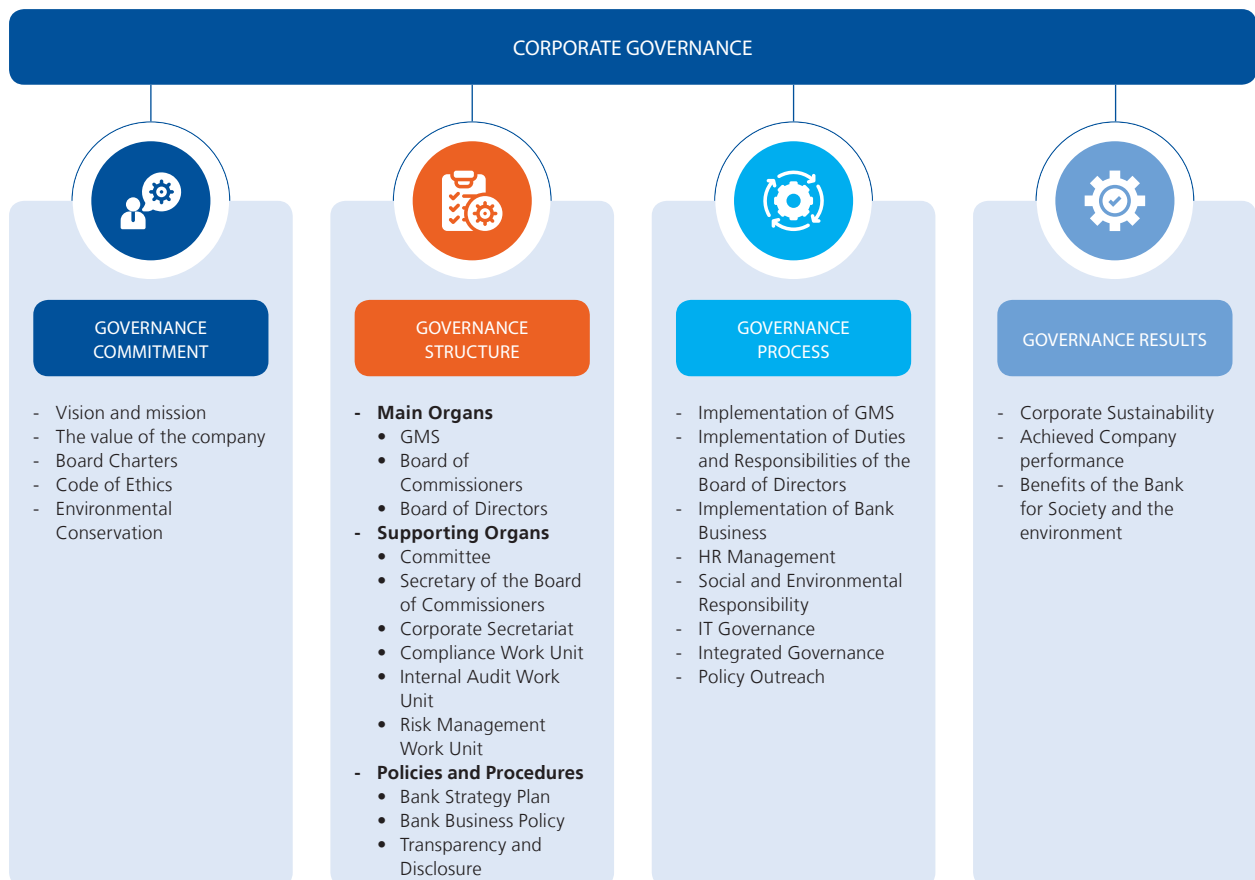 CORPORATE GOVERNANCE
GOVERNANCE
COMMITMENT
- Vision and mission
- The value of the company
- Board Charters
- Code of Ethics
- Environmental
Conservation
GOVERNANCE
STRUCTURE
- Main Organs
• GMS
• Board of
Commissioners
• Board of Directors
- Supporting Organs
• Committee
• Secretary of the Board
of Commissioners
• Corporate Secretariat
• Compliance Work Unit
• Internal Audit Work
Unit
• Risk Management
Work Unit
- Policies and Procedures
• Bank Strategy Plan
• Bank Business Policy
• Transparency and
Disclosure
GOVERNANCE
PROCESS
- Implementation of GMS
- Implementation of Duties
and Responsibilities of the
Board of Directors
- Implementation of Bank
Business
- HR Management
- Social and Environmental
Responsibility
- IT Governance
- Integrated Governance
- Policy Outreach
GOVERNANCE RESULTS
- Corporate Sustainability
- Achieved Company
performance
- Benefits of the Bank
for Society and the
environment